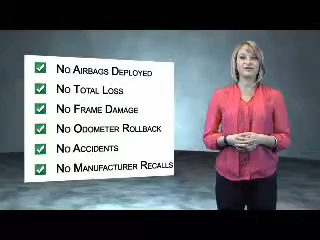 No Airbags Deployed
No Total Loss
No Frame Damage
No Odometer Rollback
No Accidents
No Manufacturer Recalls